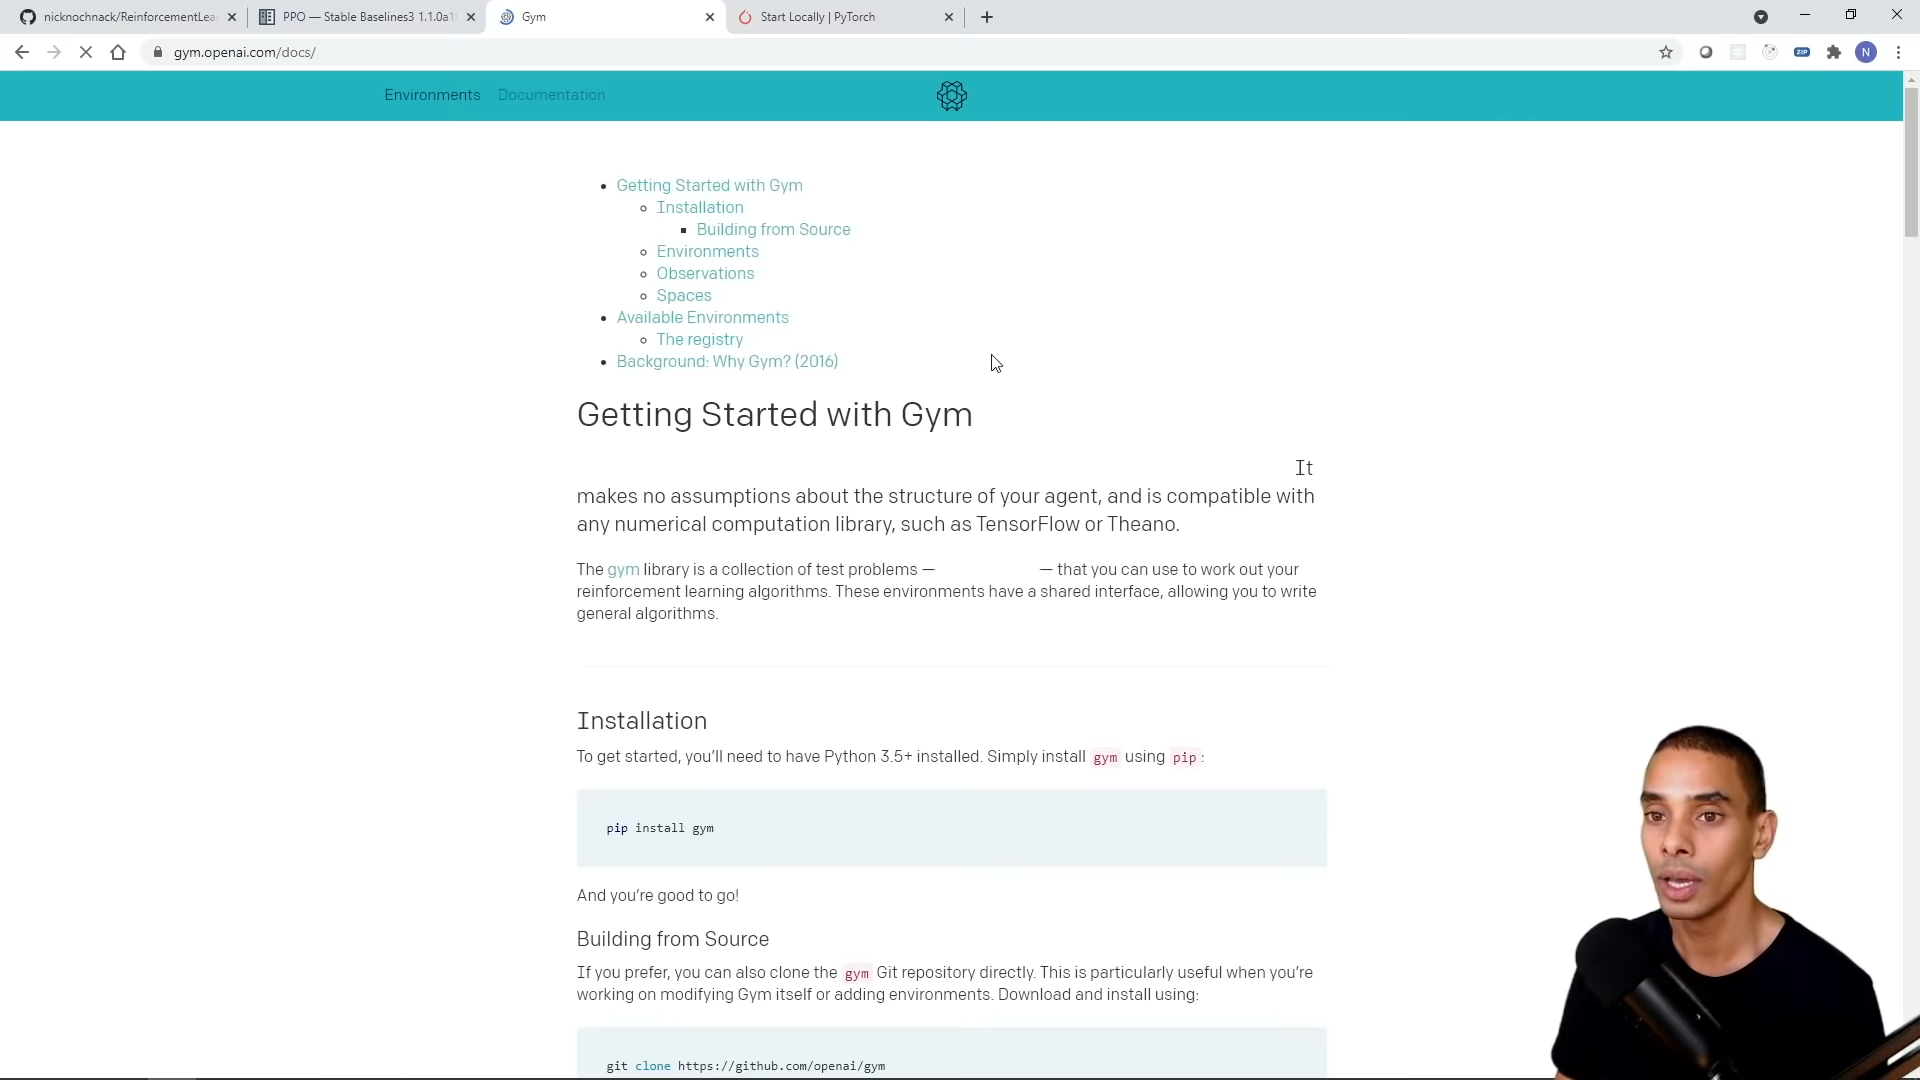 nicknochnack/ReinforcementLea
PPO — Stable Baselines3 1.1.0a1
Gym
Start Locally | PyTorch
gym.openai.com/docs/
ZIP
N
Environments
Documentation
Getting Started with Gym
Installation
Building from Source
Environments
Observations
Spaces
Available Environments
The registry
Background: Why Gym? (2016)
Getting Started with Gym
It
makes no assumptions about the structure of your agent, and is compatible with
any numerical computation library, such as TensorFlow or Theano.
The gym library is a collection of test problems — — that you can use to work out your
reinforcement learning algorithms. These environments have a shared interface, allowing you to write
general algorithms.
Installation
To get started, you’ll need to have Python 3.5+ installed. Simply install gym using pip :
pip install gym
And you’re good to go!
Building from Source
If you prefer, you can also clone the gym Git repository directly. This is particularly useful when you’re
working on modifying Gym itself or adding environments. Download and install using:
git clone https://github.com/openai/gym